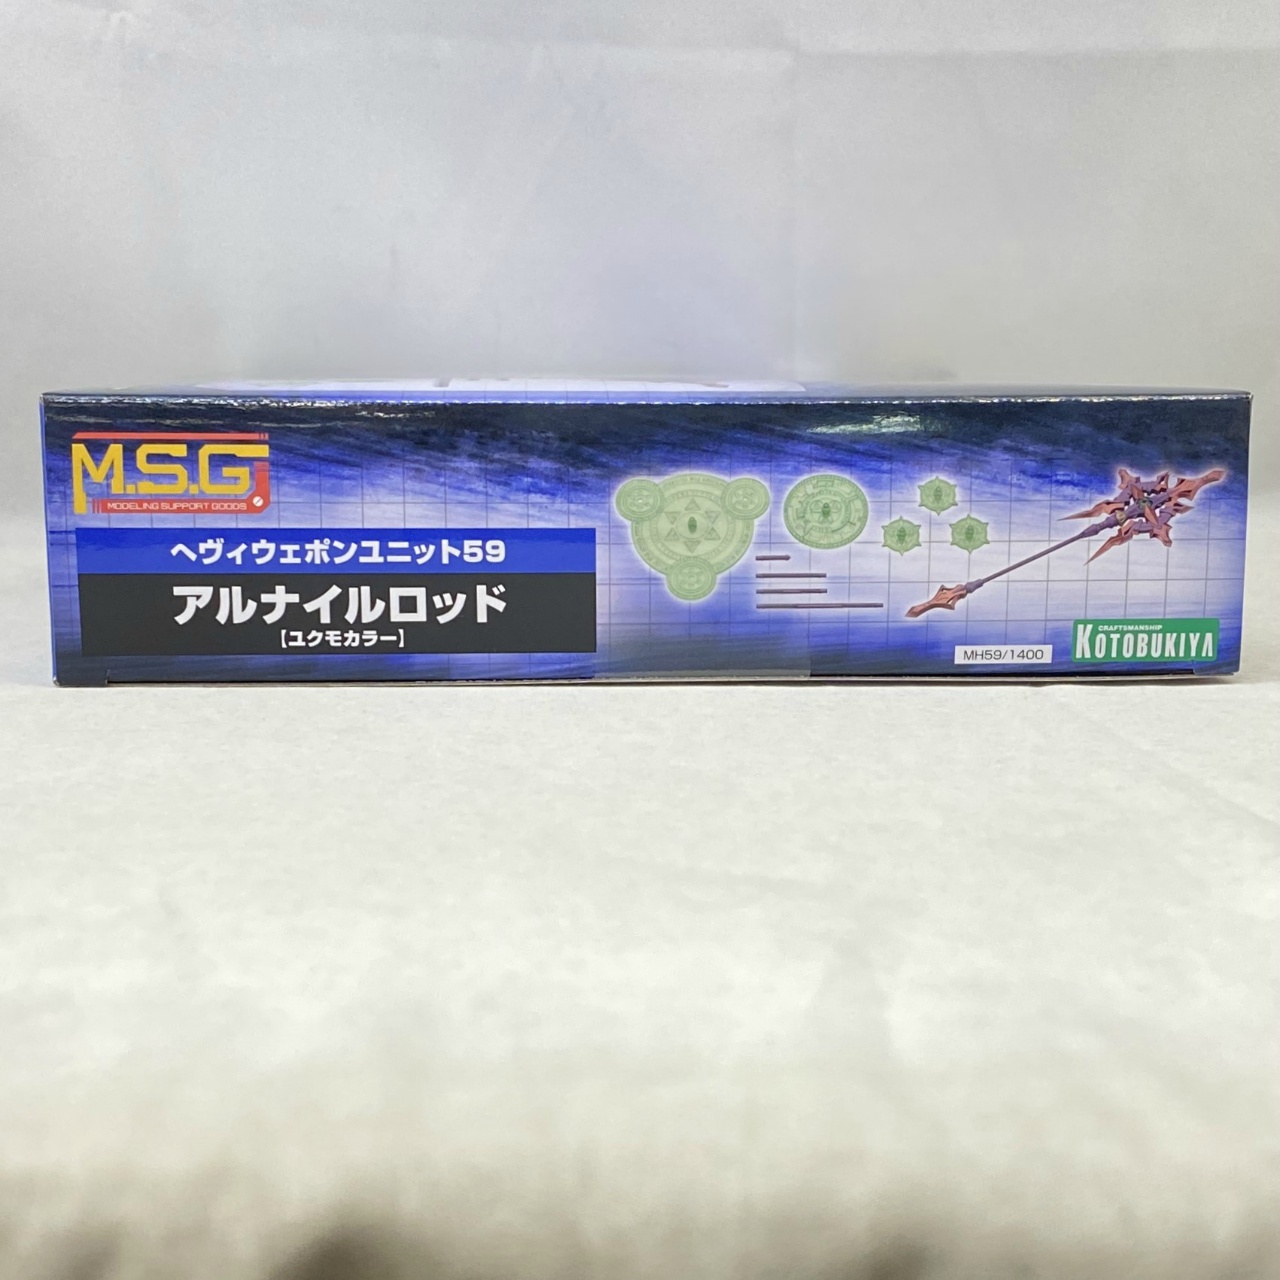 M.S.G
MODELING SUPPORT GOODS
ヘヴィウェポンユニット59
アルナイルロッド
【ユクモカラー】
MH59/1400
CRAFTSMANSHIP
KOTOBUKIYA